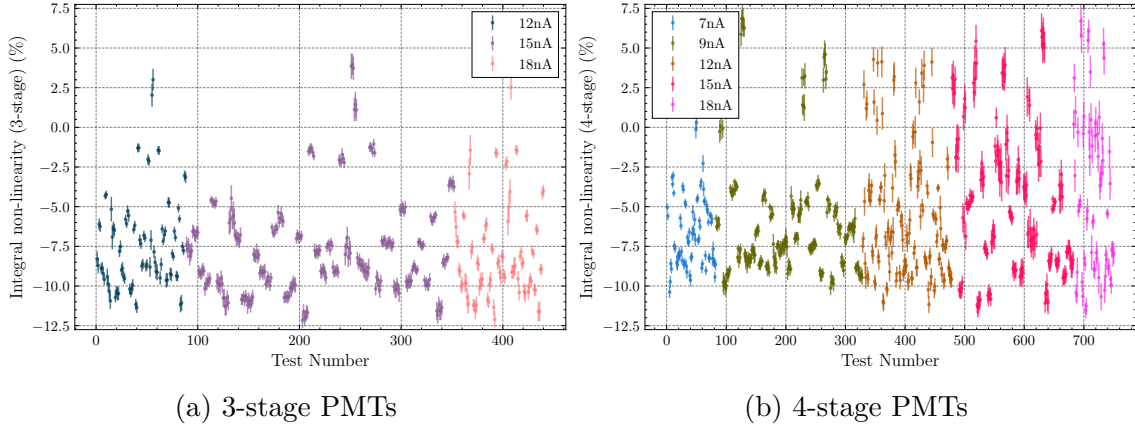 7.5
5.0
2.5
0.0
−2.5
−5.0
−7.5
−10.0
−12.5
Integral non-linearity (3-stage) (%)
12nA
15nA
18nA
0 100 200 300 400
Test Number
(a) 3-stage PMTs
7.5
5.0
2.5
0.0
−2.5
−5.0
−7.5
−10.0
−12.5
Integral non-linearity (4-stage) (%)
7nA
9nA
12nA
15nA
18nA
0 100 200 300 400 500 600 700
Test Number
(b) 4-stage PMTs